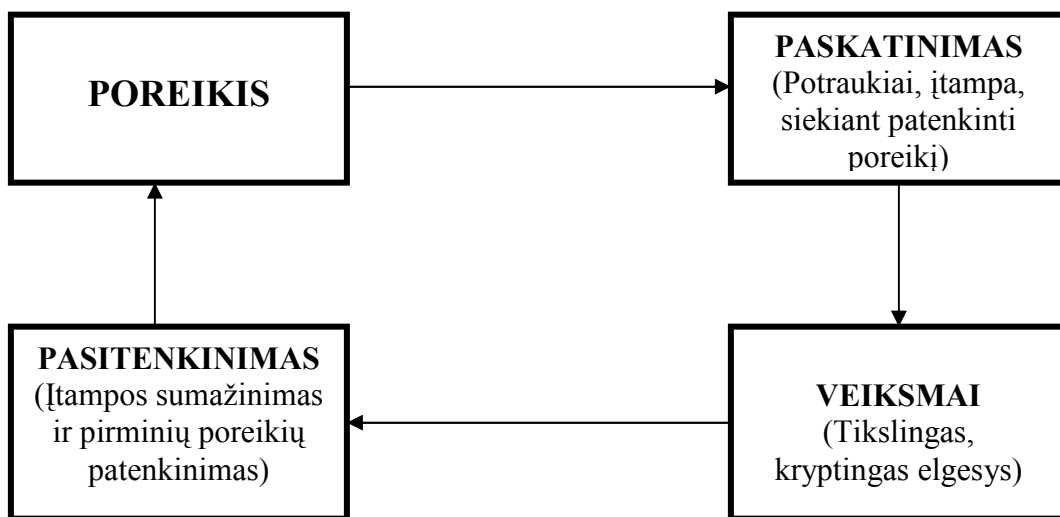 POREIKIS
PASKATINIMAS
(Potraukiai, įtampa,
siekiant patenkinti
poreikį)
PASITENKINIMAS
(Įtampos sumažinimas
ir pirminių poreikių
patenkinimas)
VEIKSMAI
(Tikslingas,
kryptingas elgesys)